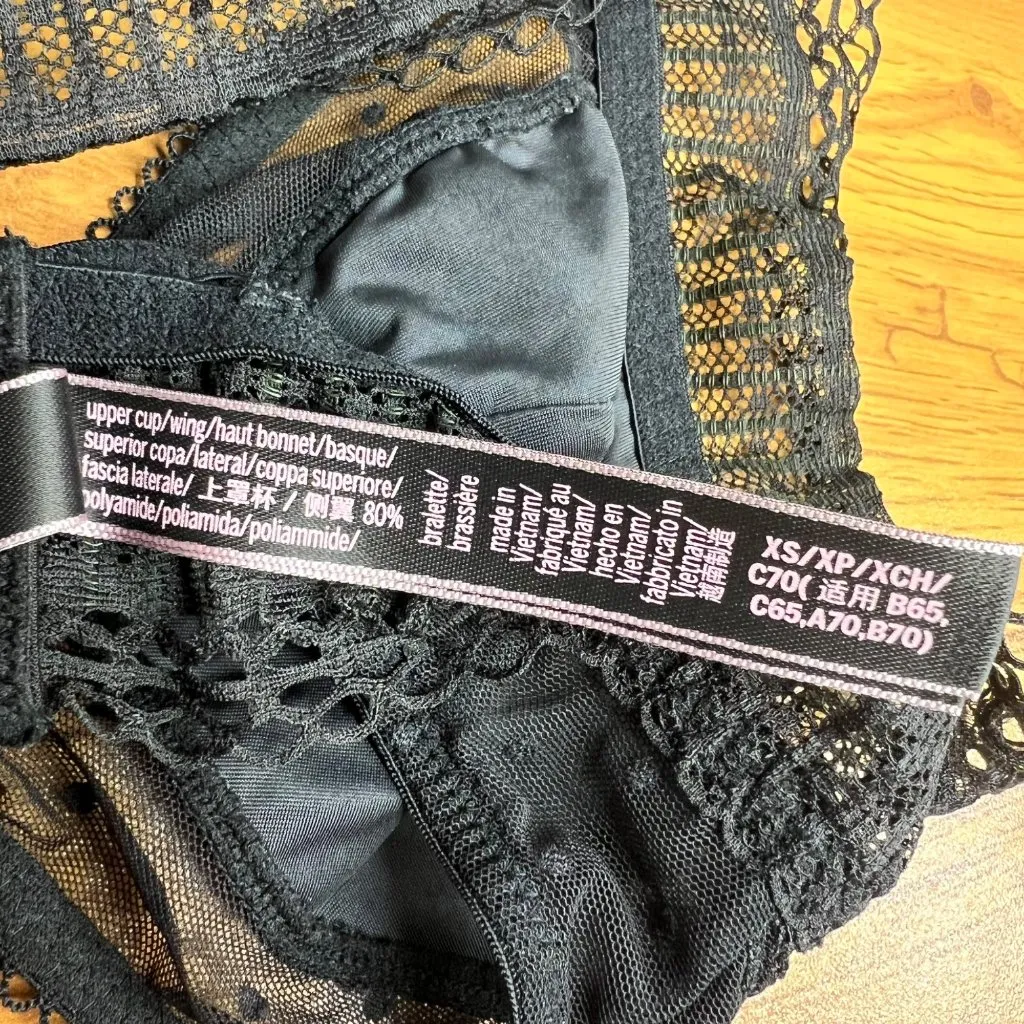 upper cup/wing/haut bonnet/basque/
superior copa/lateral/coppa superiore/
fascia laterale/ 上罩杯 / 侧翼 80%
polyamide/poliamida/poliammide/
bralette/
brassière
made in
Vietnam/
fabriqué au
Vietnam/
hecho en
Vietnam/
fabbricato in
Vietnam/
越南制造
XS/XP/XCH/
C70( 适用 B65,
C65,A70,B70)